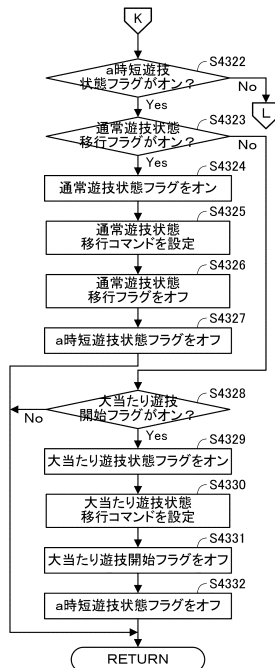 K
S4322
a時短遊技
状態フラグがオン？
No
L
Yes
S4323
通常遊技状態
移行フラグがオン？
No
Yes
S4324
通常遊技状態フラグをオン
S4325
通常遊技状態
移行コマンドを設定
S4326
通常遊技状態
移行フラグをオフ
S4327
a時短遊技状態フラグをオフ
S4328
大当たり遊技
開始フラグがオン？
No
Yes
S4329
大当たり遊技状態フラグをオン
S4330
大当たり遊技状態
移行コマンドを設定
S4331
大当たり遊技開始フラグをオフ
S4332
a時短遊技状態フラグをオフ
RETURN